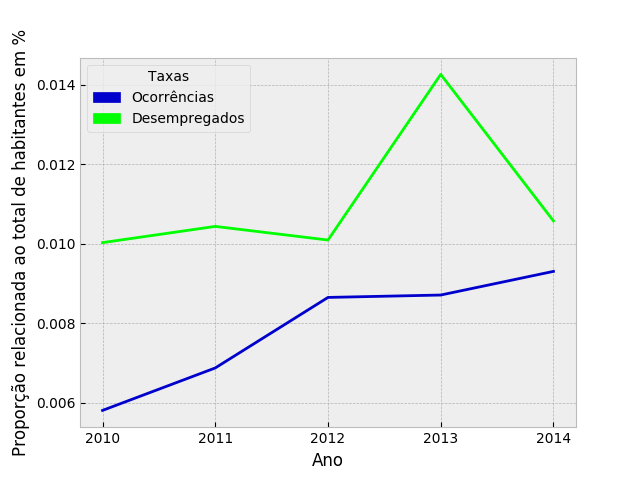 Proporção relacionada ao total de habitantes em %
0.014
0.012
0.010
0.008
0.006
Taxas
Ocorrências
Desempregados
2010 2011 2012 2013 2014
Ano